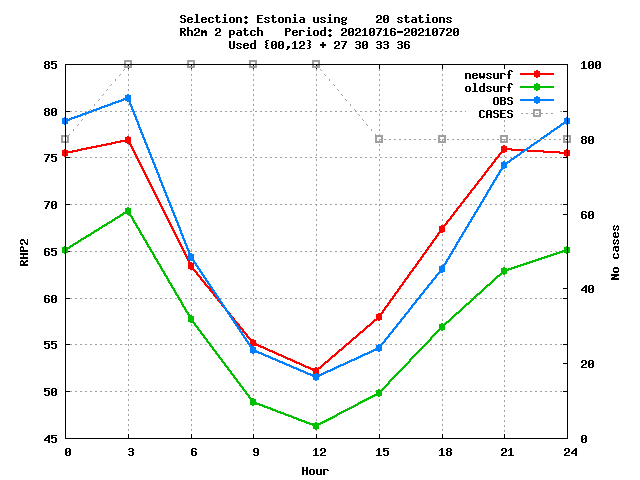 Selection: Estonia using    20 stations
Rh2m 2 patch   Period: 20210716-20210720
Used {00,12} + 27 30 33 36
newsurf
oldsurf
OBS
CASES
85
80
75
70
65
60
55
50
45
100
80
60
40
20
0
RHP2
No cases
0 3 6 9 12 15 18 21 24
Hour